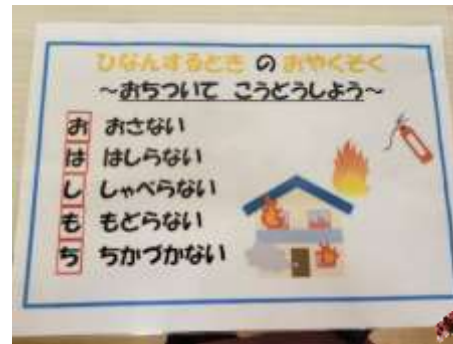 ひなんするとき の おやくそく
～おちついて こうどうしよう～
お おさない
は はしらない
し しゃべらない
も もどらない
ち ちかづかない